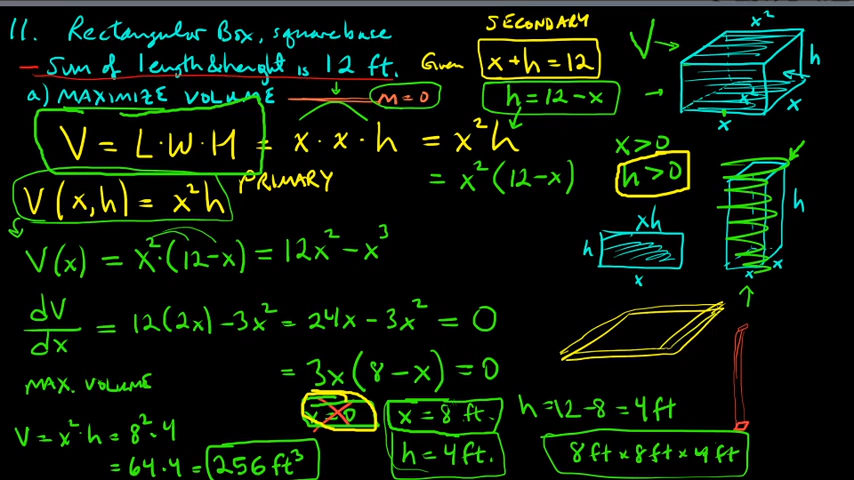 11. Rectangular Box, square base
— Sum of length & henght is 12 ft. Given
SECONDARY
x + h = 12
a) MAXIMIZE VOLUME m = 0
h = 12 - x →
V →
x²
h
x
x
V = L·W·H = x · x · h = x²h
= x²(12-x)
PRIMARY
V(x,h) = x²h
x > 0
h > 0
xh
h
x
h
x
x
V(x) = x²·(12-x) = 12x² - x³
dV/dx = 12(2x) - 3x² = 24x - 3x² = 0
= 3x(8-x) = 0
MAX. VOLUME
x = 0
x = 8 ft.
h = 12 - 8 = 4 ft
V = x²·h = 8²·4
h = 4 ft.
= 64·4 = 256 ft³
8 ft × 8 ft × 4 ft